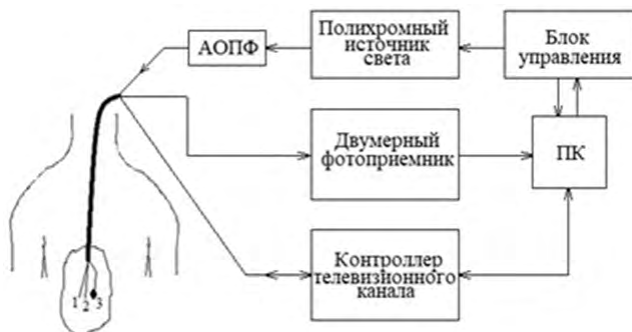 АОПФ
Полихромный
источник
света
Блок
управления
Двумерный
фотоприемник
ПК
Контроллер
телевизионного
канала
1 2 3